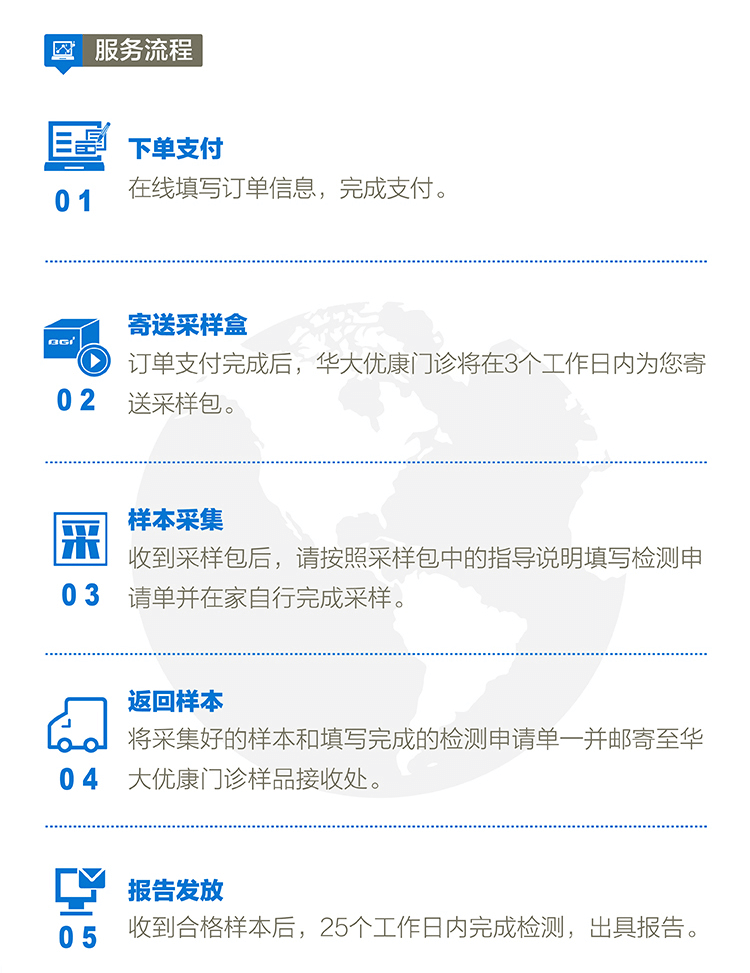 服务流程
下单支付
01
在线填写订单信息，完成支付。
寄送采样盒
BGI
02
订单支付完成后，华大优康门诊将在3个工作日内为您寄
送采样包。
采
样本采集
03
收到采样包后，请按照采样包中的指导说明填写检测申
请单并在家自行完成采样。
返回样本
04
将采集好的样本和填写完成的检测申请单一并邮寄至华
大优康门诊样品接收处。
报告发放
05
收到合格样本后，25个工作日内完成检测，出具报告。